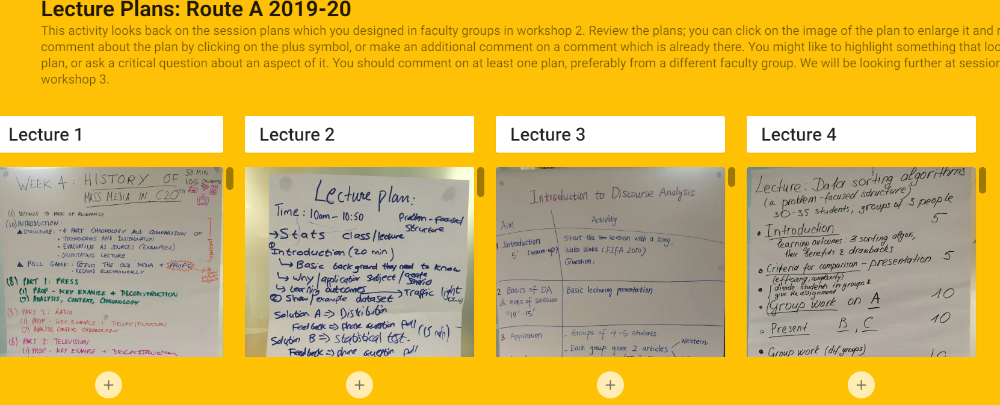 Lecture Plans: Route A 2019-20
This activity looks back on the session plans which you designed in faculty groups in workshop 2. Review the plans; you can click on the image of the plan to enlarge it and
comment about the plan by clicking on the plus symbol, or make an additional comment on a comment which is already there. You might like to highlight something that
plan, or ask a critical question about an aspect of it. You should comment on at least one plan, preferably from a different faculty group. We will be looking further at session
workshop 3.
Lecture 1
WEEK 4: HISTORY OF
MASS MEDIA IN C20TH
50 MIN
100 STUDENTS
(0) ENTRANCE TO MUSIC OF RELEVANCE
(10) INTRODUCTION:
▲ STRUCTURE: • 4 PART CHRONOLOGY AND COMPARISON OF
• TECHNOLOGIES AND DISSEMINATION
• EVALUATING AS SOURCES (EXAMPLES)
• ORIENTATING LECTURE
▲ POLL GAME: • GUESS THE OLD MEDIA + PROPS
• RESPOND ELECTRONICALLY
HANDOUT
(8) PART 1: PRESS
(1) PROP - KEY EXAMPLE + DECONSTRUCTION
(7) ANALYSIS, CONTEXT, CHRONOLOGY
(8) PART 2: RADIO
(1) PROP - KEY EXAMPLE + DECONSTRUCTION
(7) ANALYSIS, CONTEXT, CHRONOLOGY
(8) PART 3: TELEVISION
(1) PROP - KEY EXAMPLE + DECONSTRUCTION
Lecture 2
Lecture plan:
Time: 10am - 10:50
Problem-focused
Structure
→ Stats class/lecture
① Introduction (20 min)
↳ Basic background they need to know
↳ why/application subject/
↳ Learning outcomes → Traffic light
(5 min)
② Show/example dataset
Solution A => Distribution
Feedback => phone question poll
(15 min)
Solution B => statistical test.
Feedback => phone question poll
Lecture 3
Introduction to Discourse Analysis
Aim
Activity
1 Introduction
5' (warm-up)
Start the session with a song.
Waka Waka (FIFA 2010)
Question:
2 Basics of DA
& aims of session
10'-15'
Basic lecturing presentation
3. Application
- Groups of 4-5 students
- Each group given 2 articles
Western
Lecture 4
Lecture: Data sorting algorithms
(a problem-focused structure)
30-35 students; groups of 3 people
• Introduction 5
learning outcomes: 3 sorting algor.,
their benefits & drawbacks
• Criteria for comparison - presentation 5
(efficieng, complexity)
• divide students in groups &
give the assignment
• Group work on A 10
• Present B, C 10
• Group work (dif. groups)